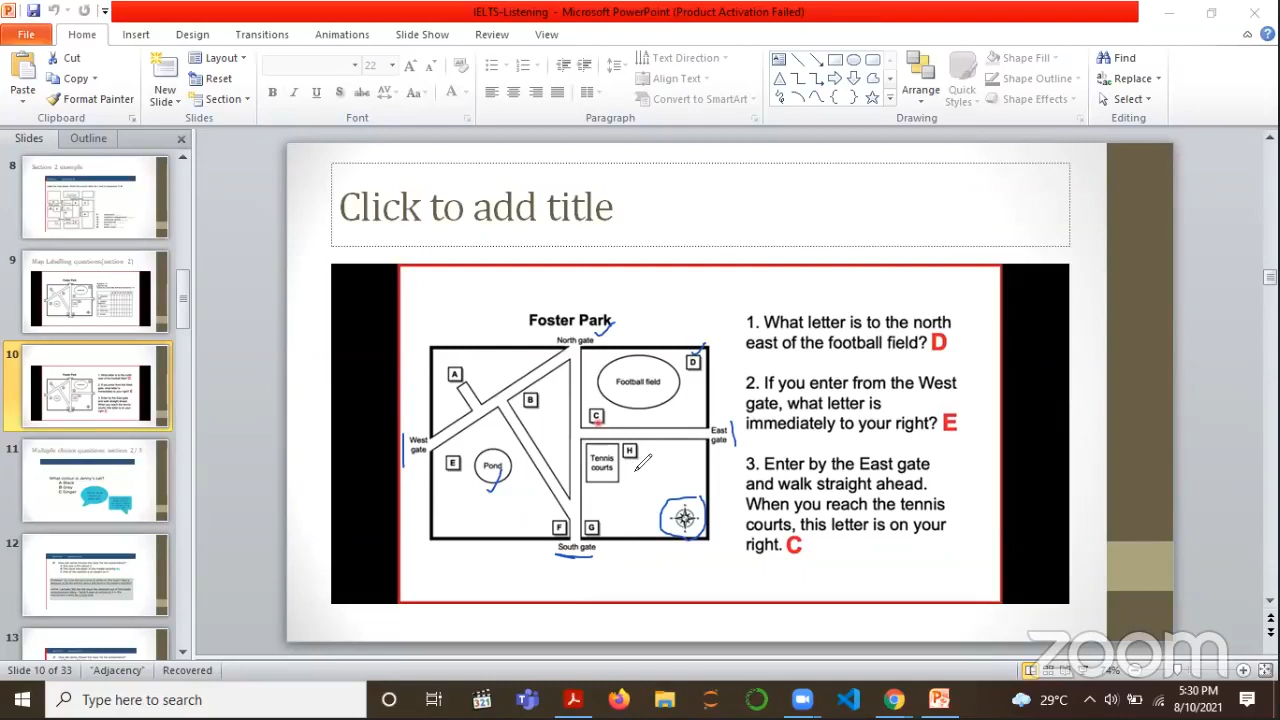 IELTS-Listening - Microsoft PowerPoint (Product Activation Failed)
File Home Insert Design Transitions Animations Slide Show Review View
Paste
Cut
Copy
Format Painter
Clipboard
New Slide
Layout
Reset
Section
Slides
22
B I U S abc AV Aa A
Font
Text Direction
Align Text
Convert to SmartArt
Paragraph
Arrange
Quick Styles
Shape Fill
Shape Outline
Shape Effects
Drawing
Find
Replace
Select
Editing
Slides Outline
8
Section 2 example
9
Map Labelling questions(section 2)
10
11
Multiple choice questions: section 2/3
12
13
Click to add title
Foster Park
North gate
A
B
C
D
Football field
West gate
East gate
E
Pond
Tennis courts
H
F
G
South gate
1. What letter is to the north
east of the football field? D
2. If you enter from the West
gate, what letter is
immediately to your right? E
3. Enter by the East gate
and walk straight ahead.
When you reach the tennis
courts, this letter is on your
right. C
zoom
Slide 10 of 33 "Adjacency" Recovered
74%
Type here to search
29°C
5:30 PM
8/10/2021